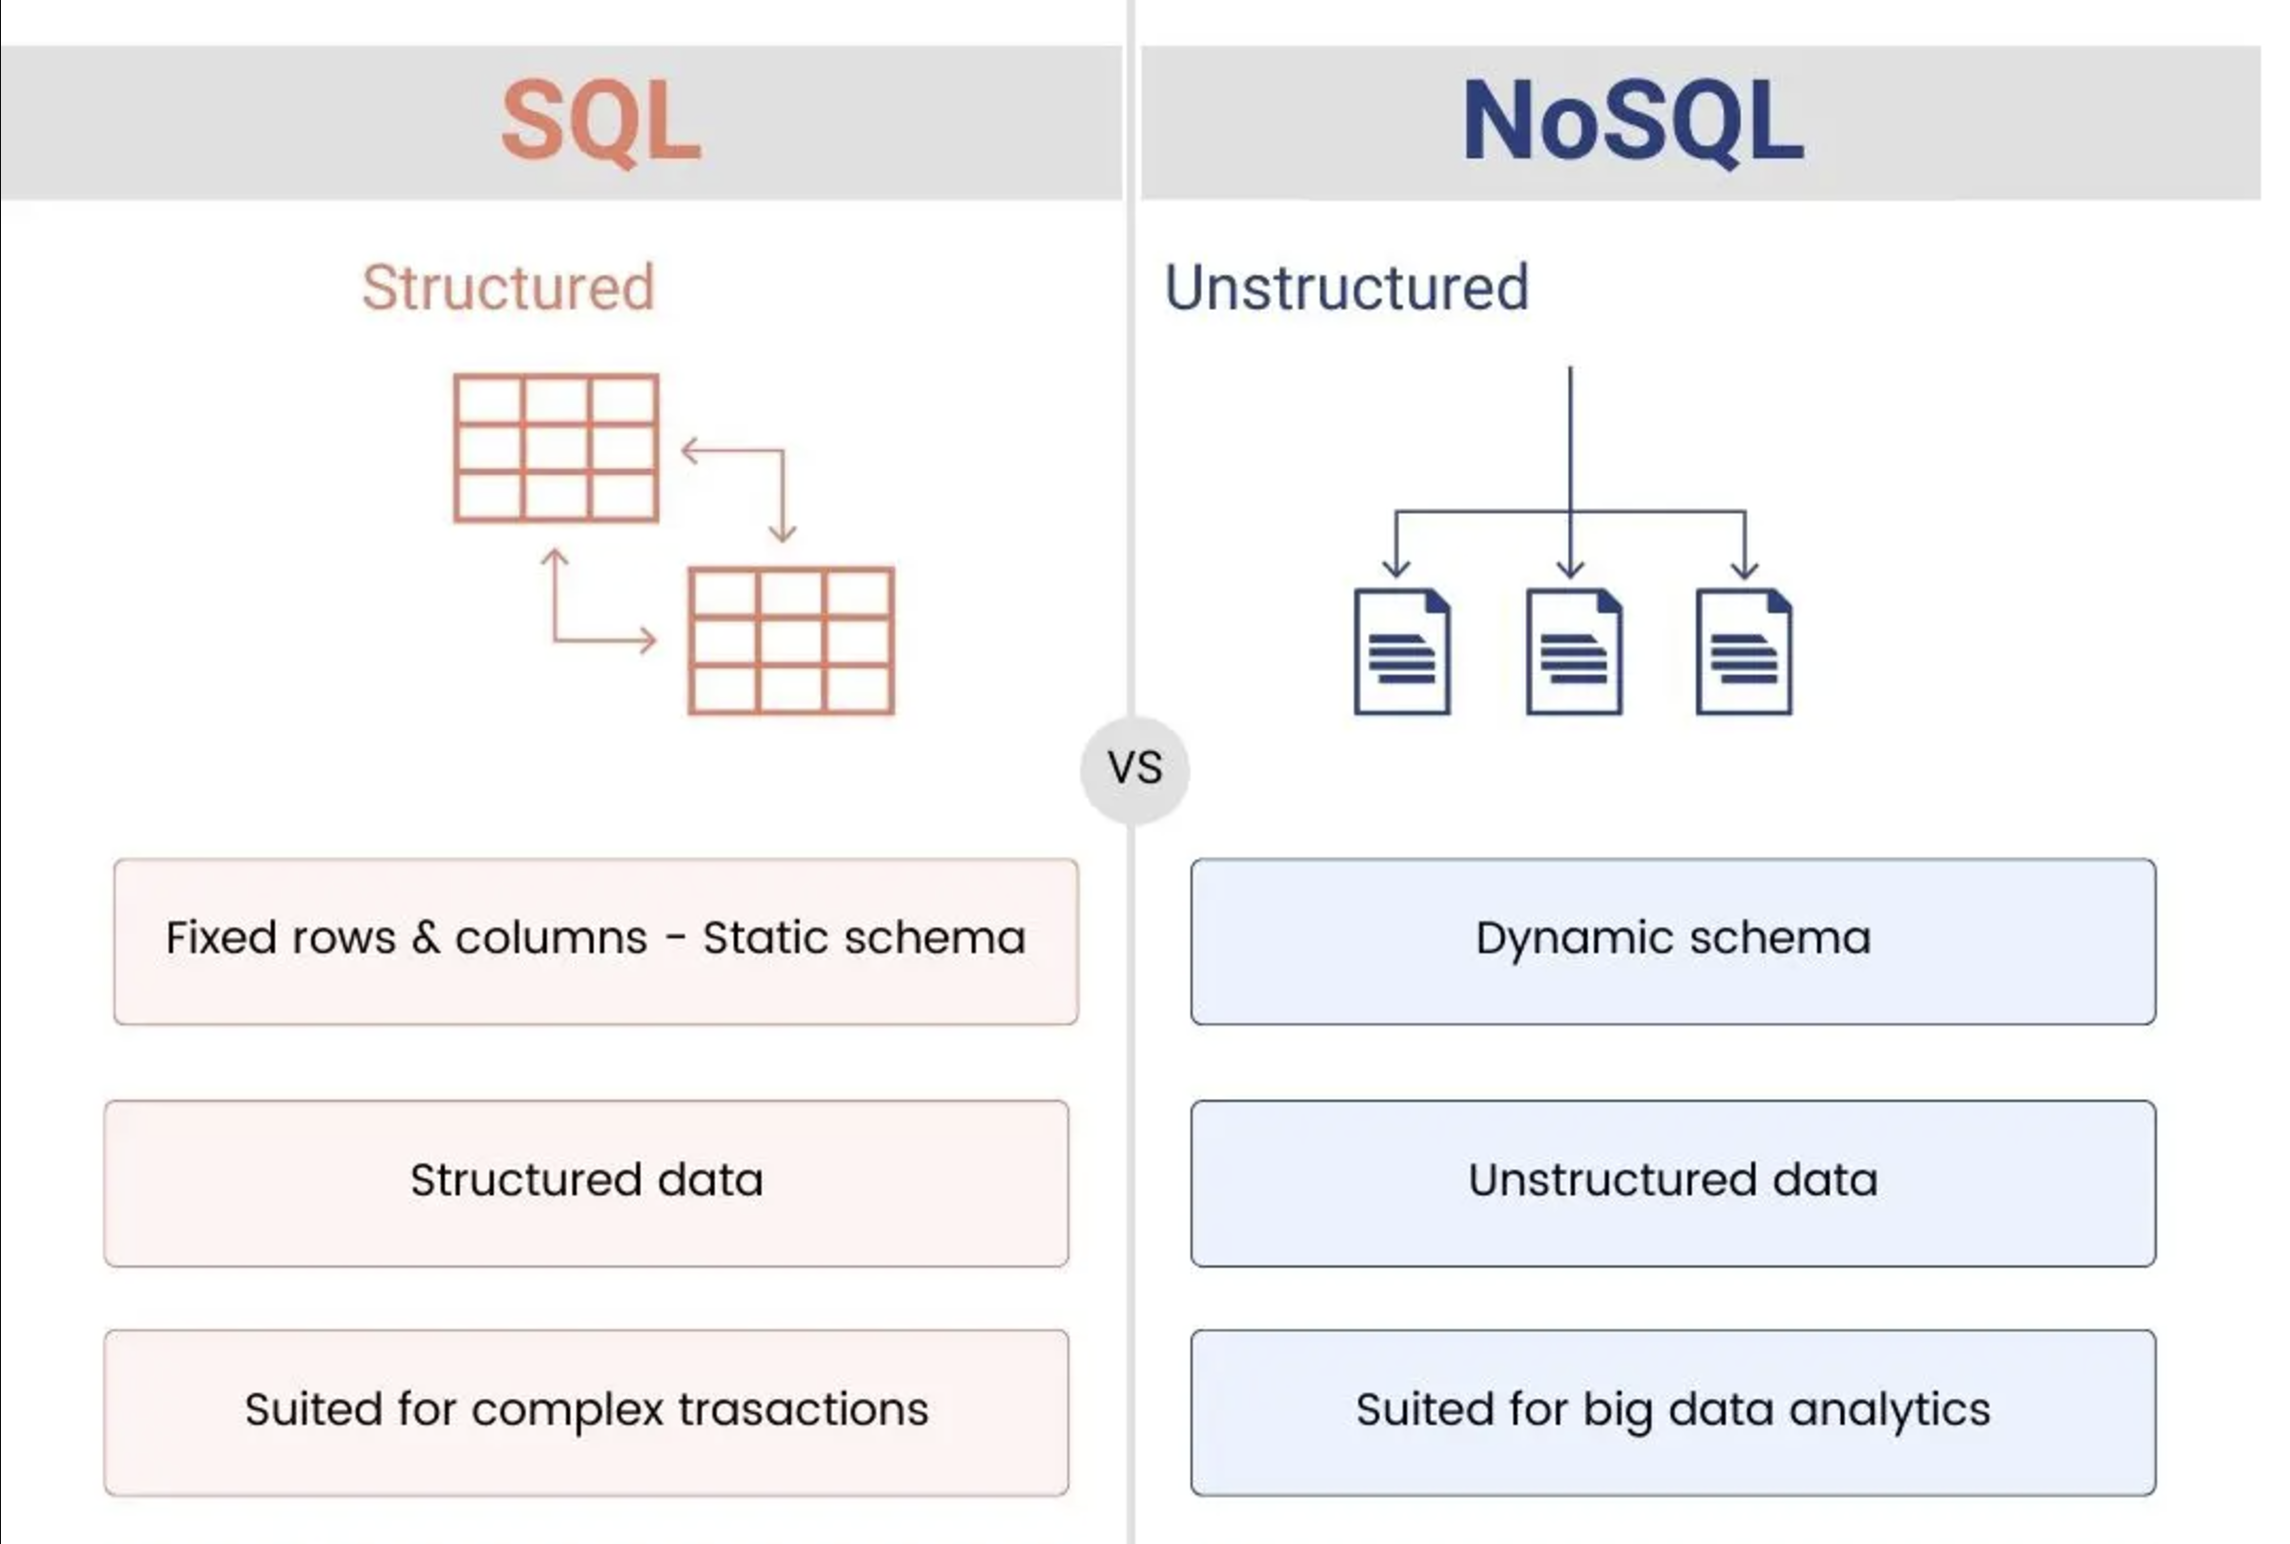 SQL
NoSQL
Structured
Unstructured
VS
Fixed rows & columns - Static schema
Dynamic schema
Structured data
Unstructured data
Suited for complex trasactions
Suited for big data analytics